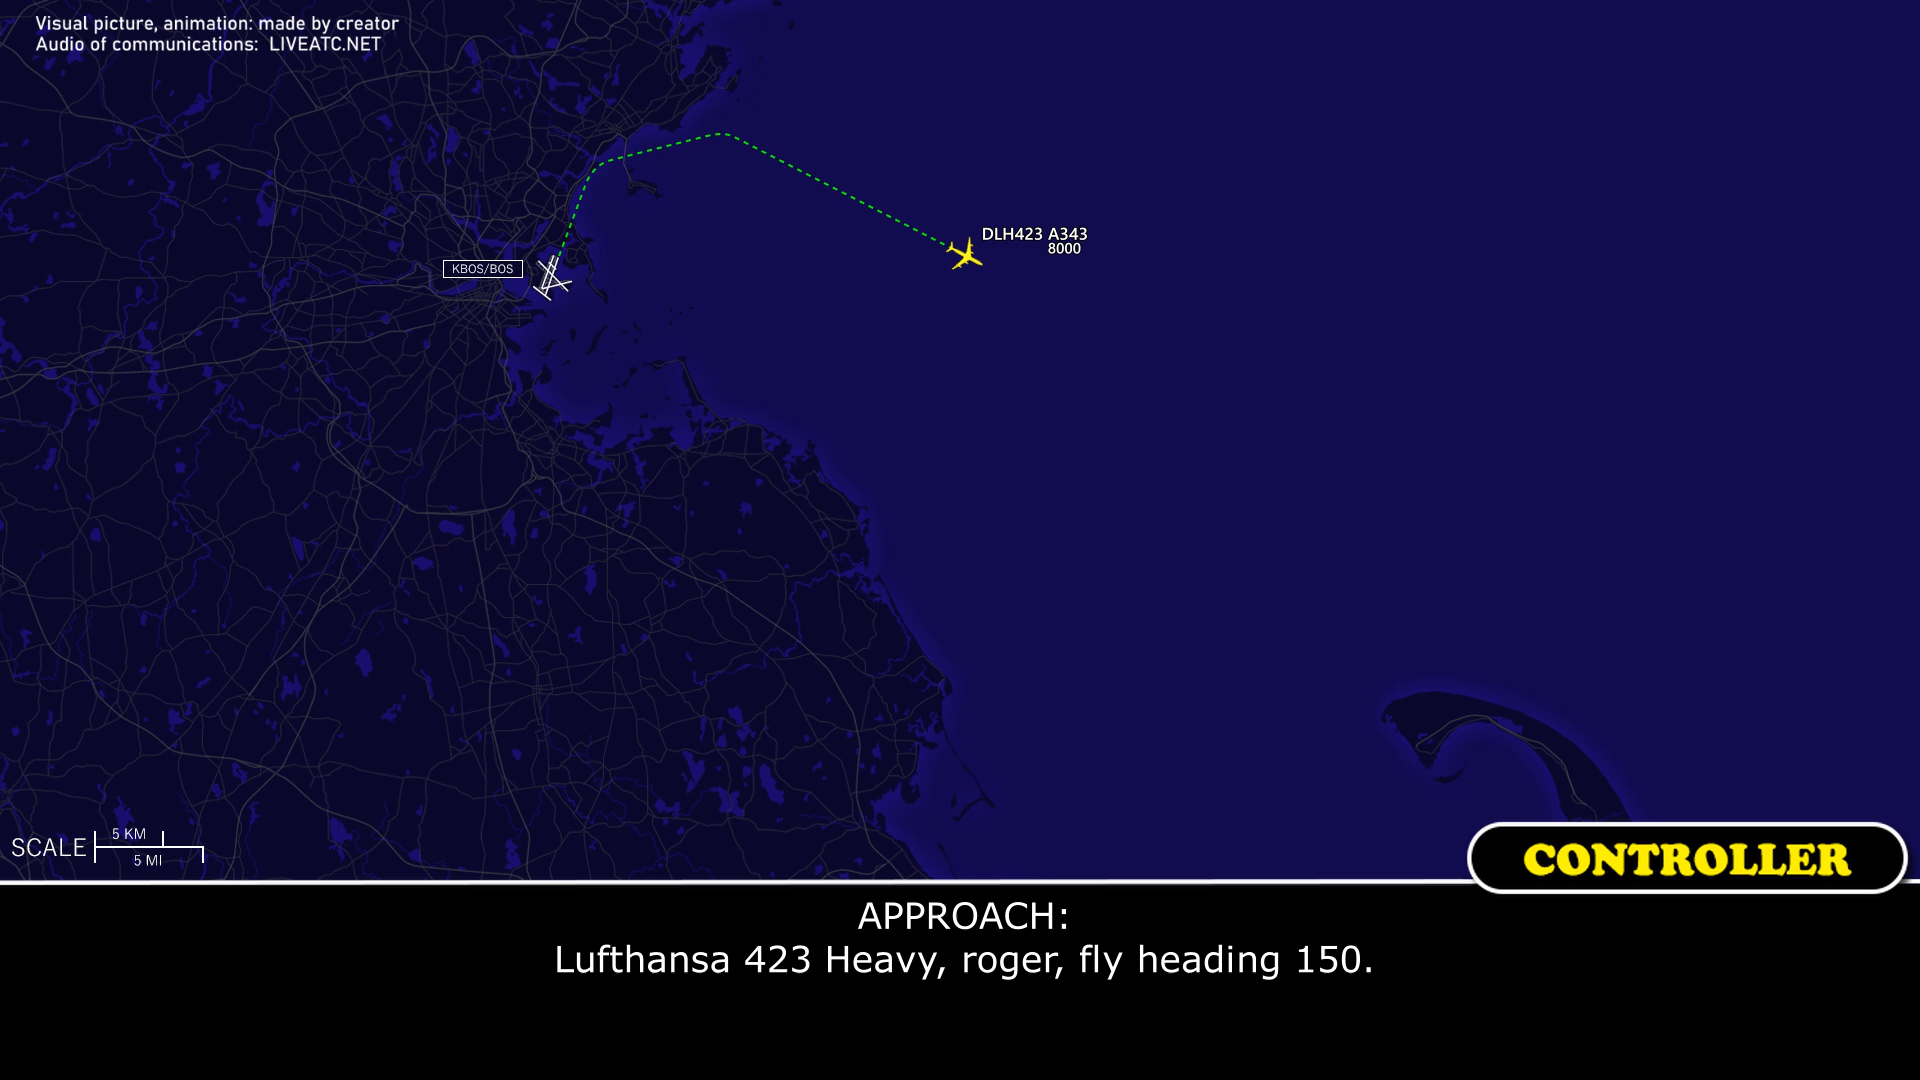 Visual picture, animation: made by creator
Audio of communications: LIVEATC.NET
DLH423 A343
8000
KBOS/BOS
SCALE
5 KM
5 MI
CONTROLLER
APPROACH:
Lufthansa 423 Heavy, roger, fly heading 150.